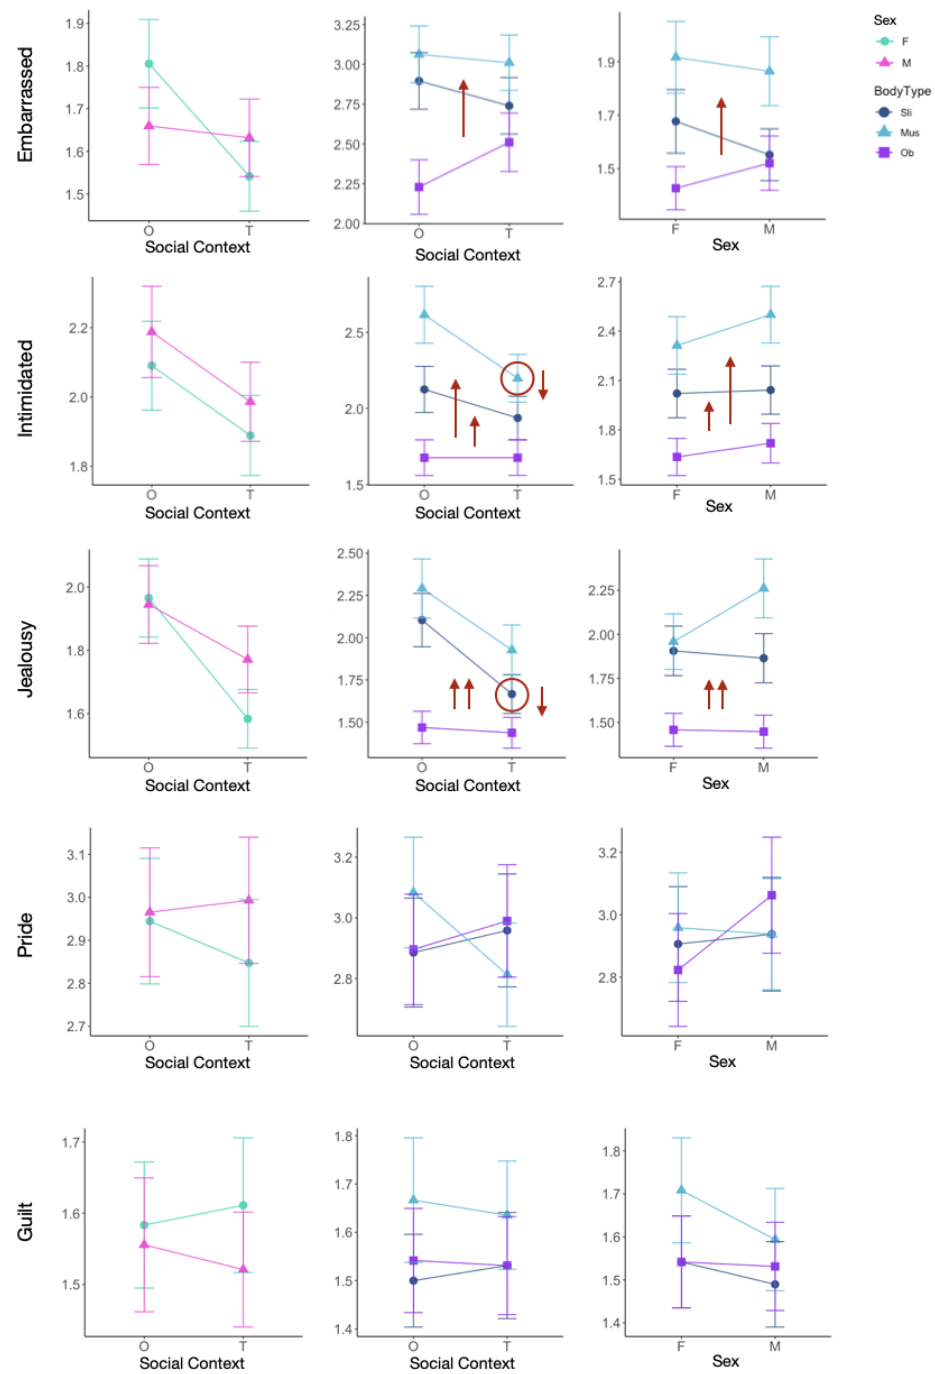 Embarrassed
1.9
1.8
1.7
1.6
1.5
O T
Social Context
3.25
3.00
2.75
2.50
2.25
2.00
O T
Social Context
1.9
1.7
1.5
F M
Sex
Sex
F
M
BodyType
Sli
Mus
Ob
Intimidated
2.2
2.0
1.8
O T
Social Context
2.5
2.0
1.5
O T
Social Context
2.7
2.4
2.1
1.8
1.5
F M
Sex
Jealousy
2.0
1.8
1.6
O T
Social Context
2.50
2.25
2.00
1.75
1.50
O T
Social Context
2.25
2.00
1.75
1.50
F M
Sex
Pride
3.1
3.0
2.9
2.8
2.7
O T
Social Context
3.2
3.0
2.8
O T
Social Context
3.2
3.0
2.8
F M
Sex
Guilt
1.7
1.6
1.5
O T
Social Context
1.8
1.7
1.6
1.5
1.4
O T
Social Context
1.8
1.7
1.6
1.5
1.4
F M
Sex